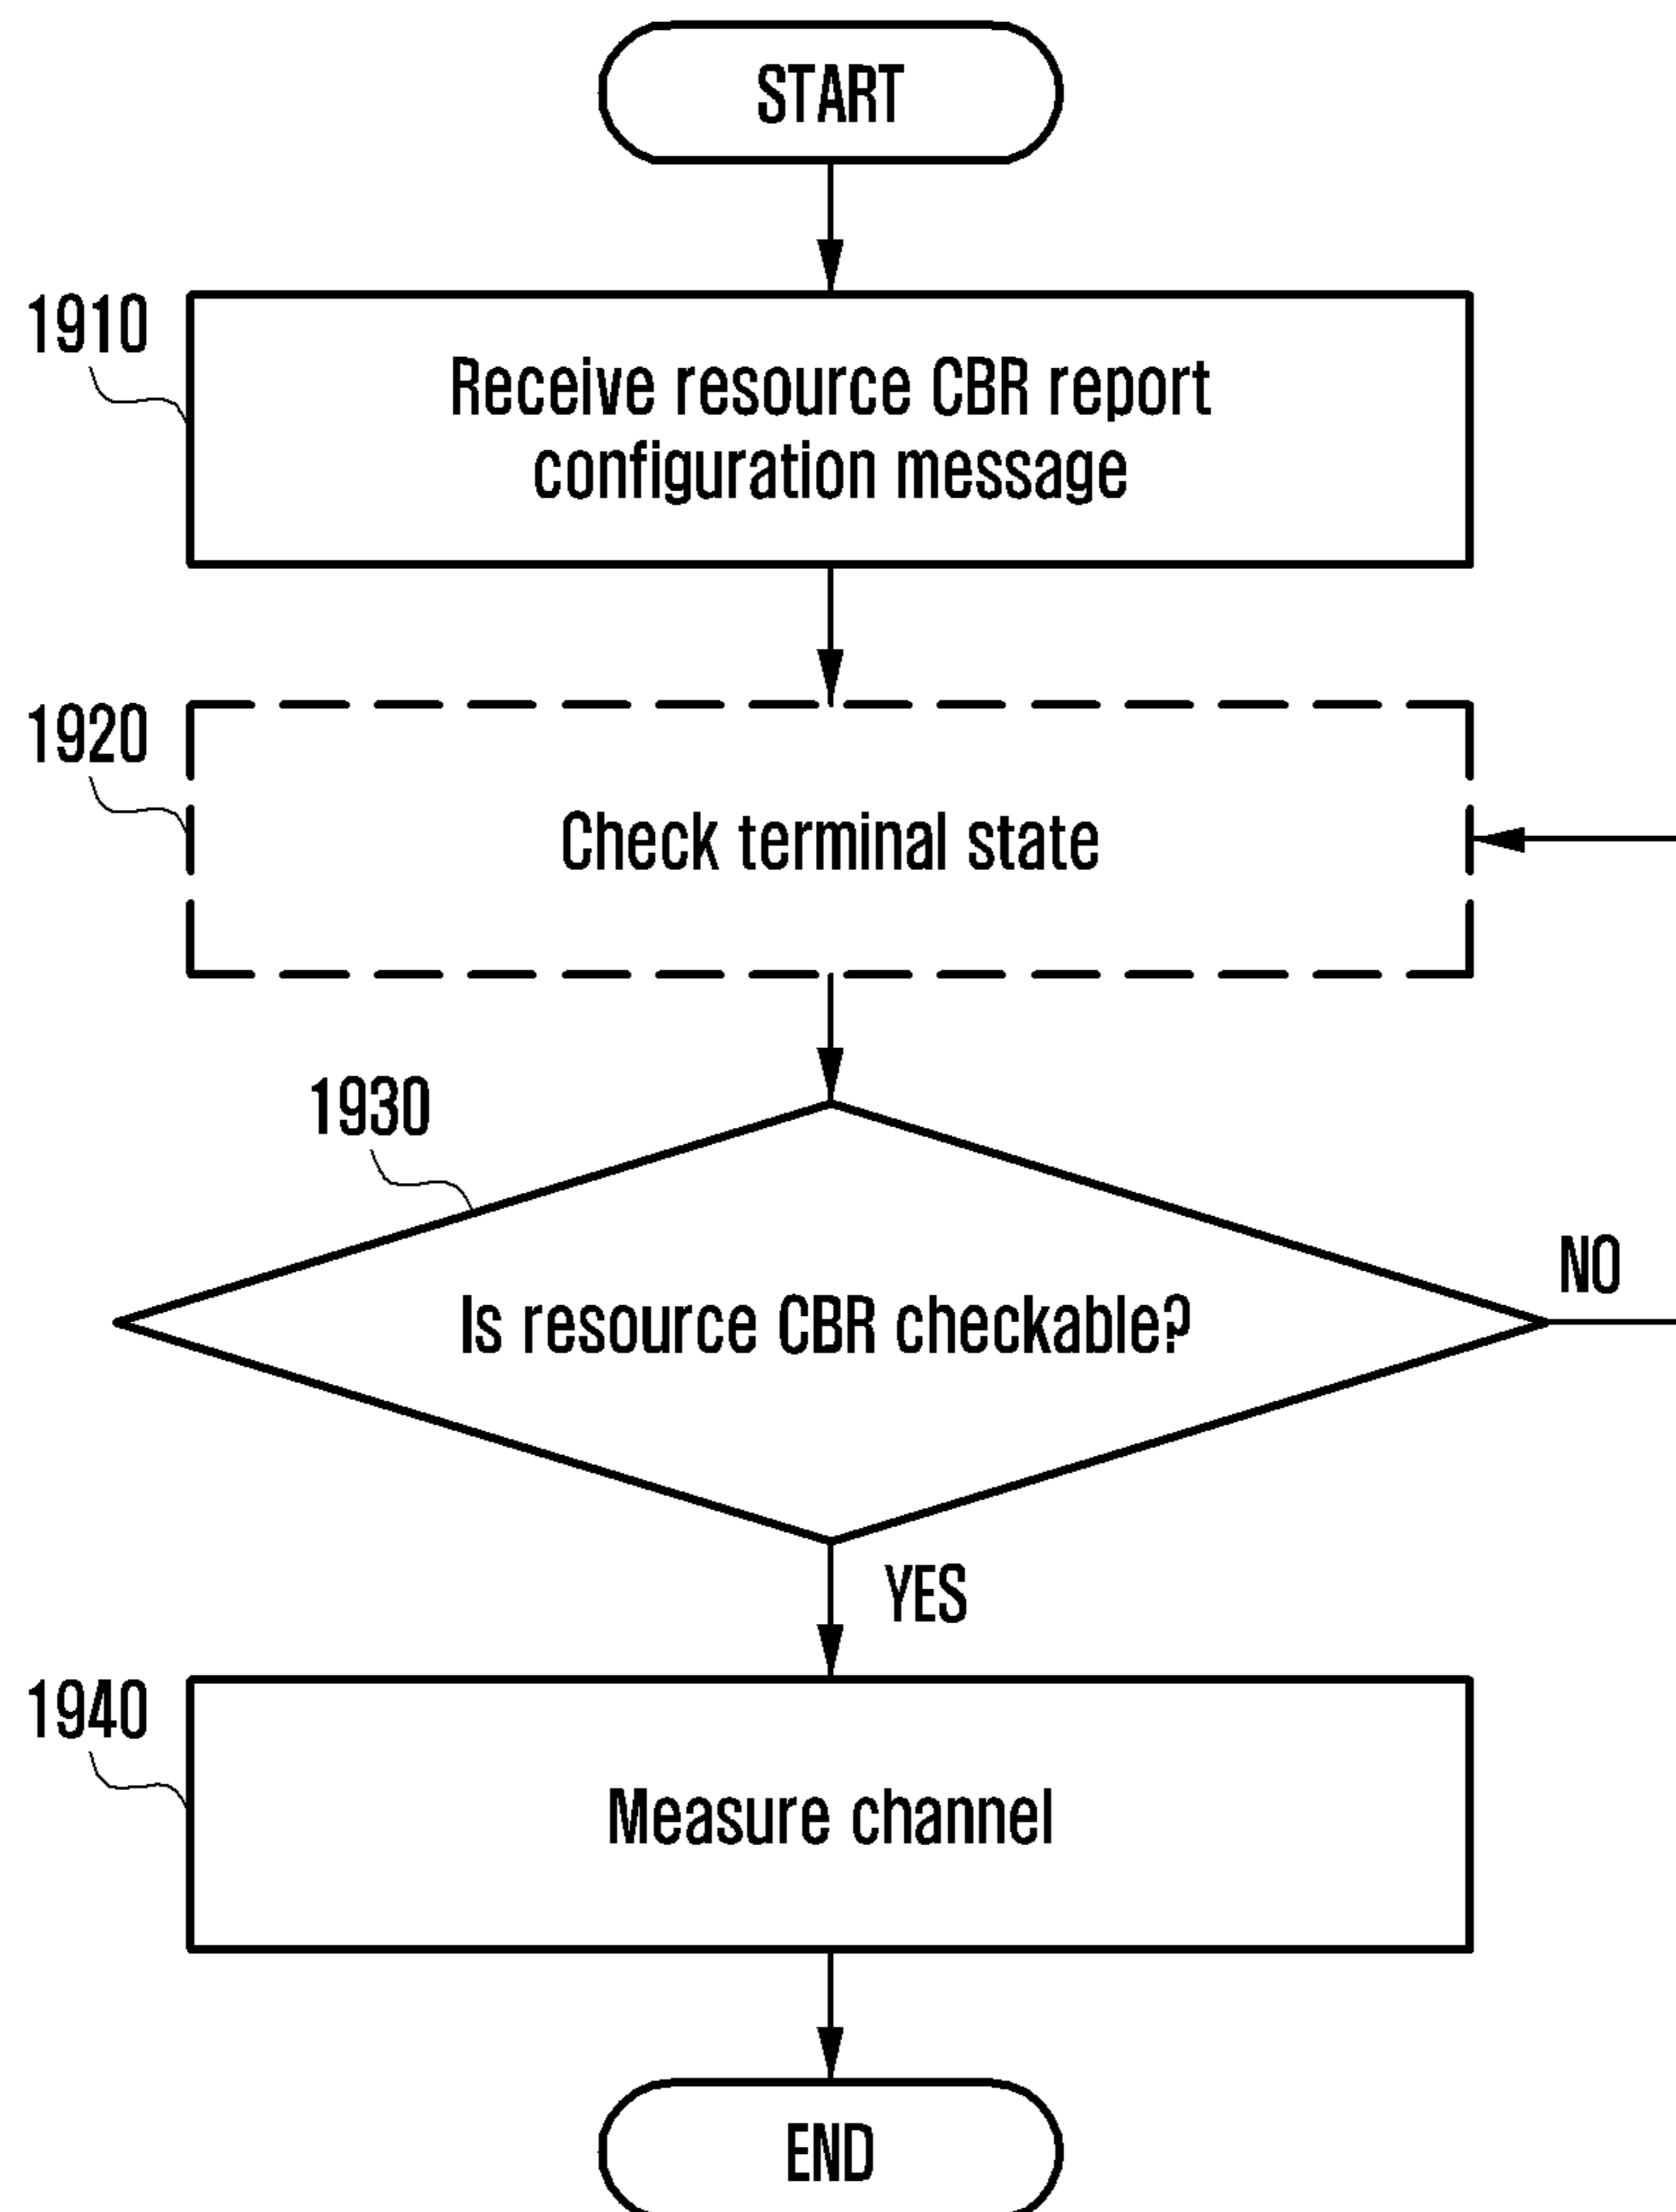 START
1910
Receive resource CBR report
configuration message
1920
Check terminal state
1930
Is resource CBR checkable?
NO
YES
1940
Measure channel
END